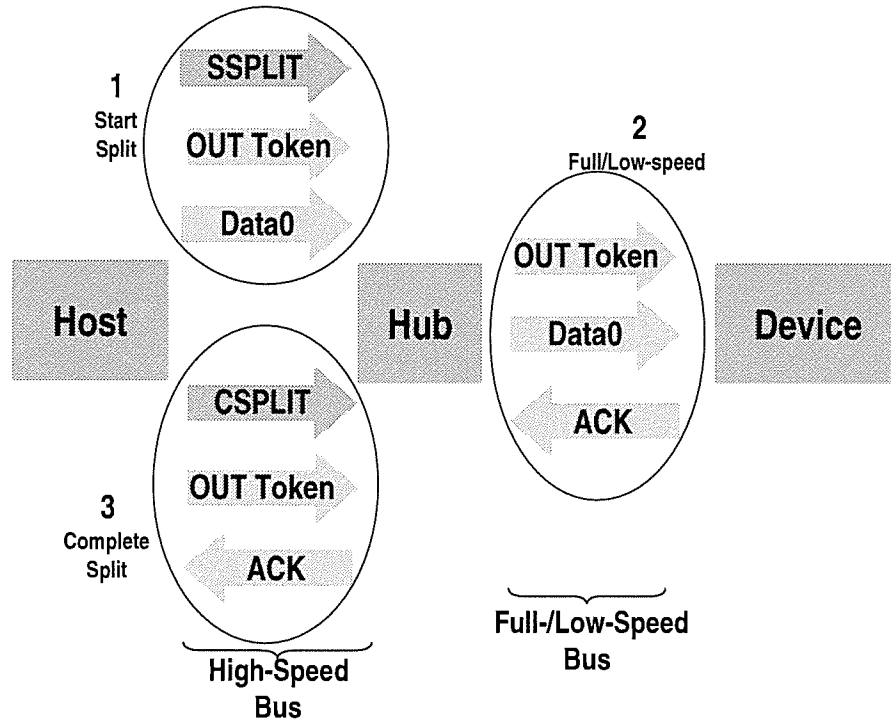 1
Start
Split
SSPLIT
OUT Token
Data0
2
Full/Low-speed
OUT Token
Data0
ACK
Host
Hub
Device
3
Complete
Split
CSPLIT
OUT Token
ACK
High-Speed
Bus
Full-/Low-Speed
Bus